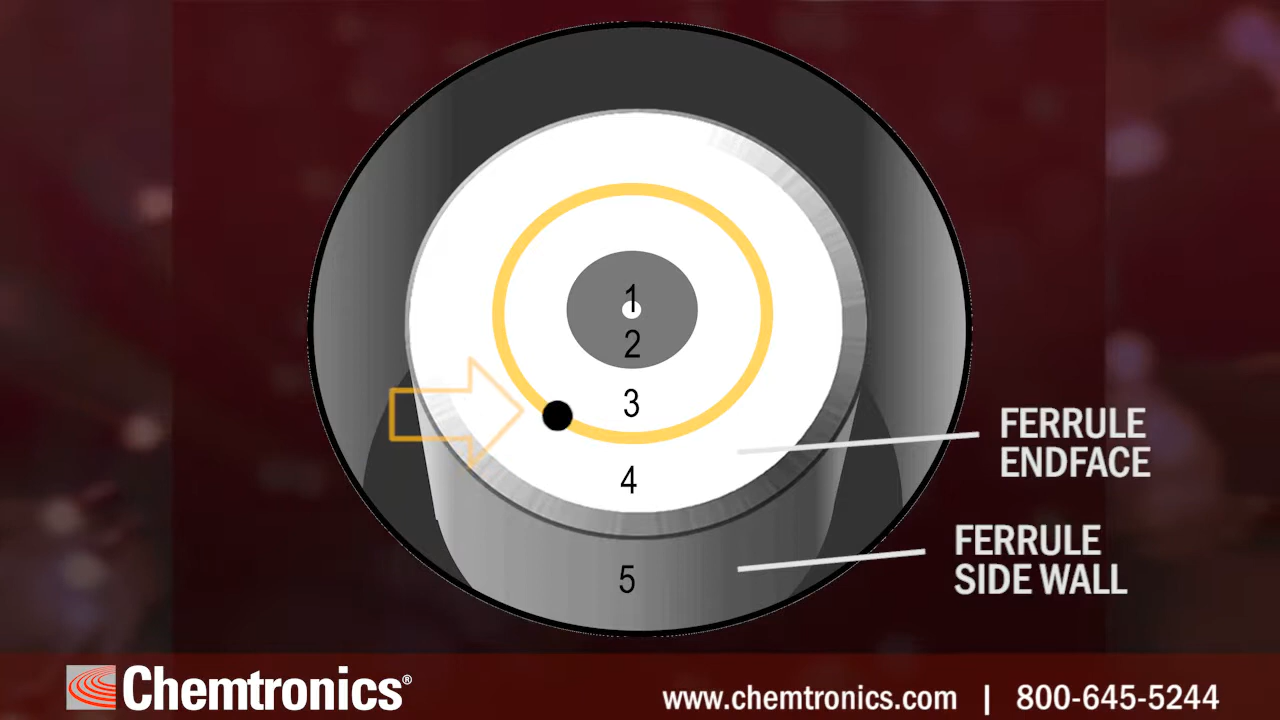 1
2
3
4
5
FERRULE
ENDFACE
FERRULE
SIDE WALL
Chemtronics®
www.chemtronics.com | 800-645-5244